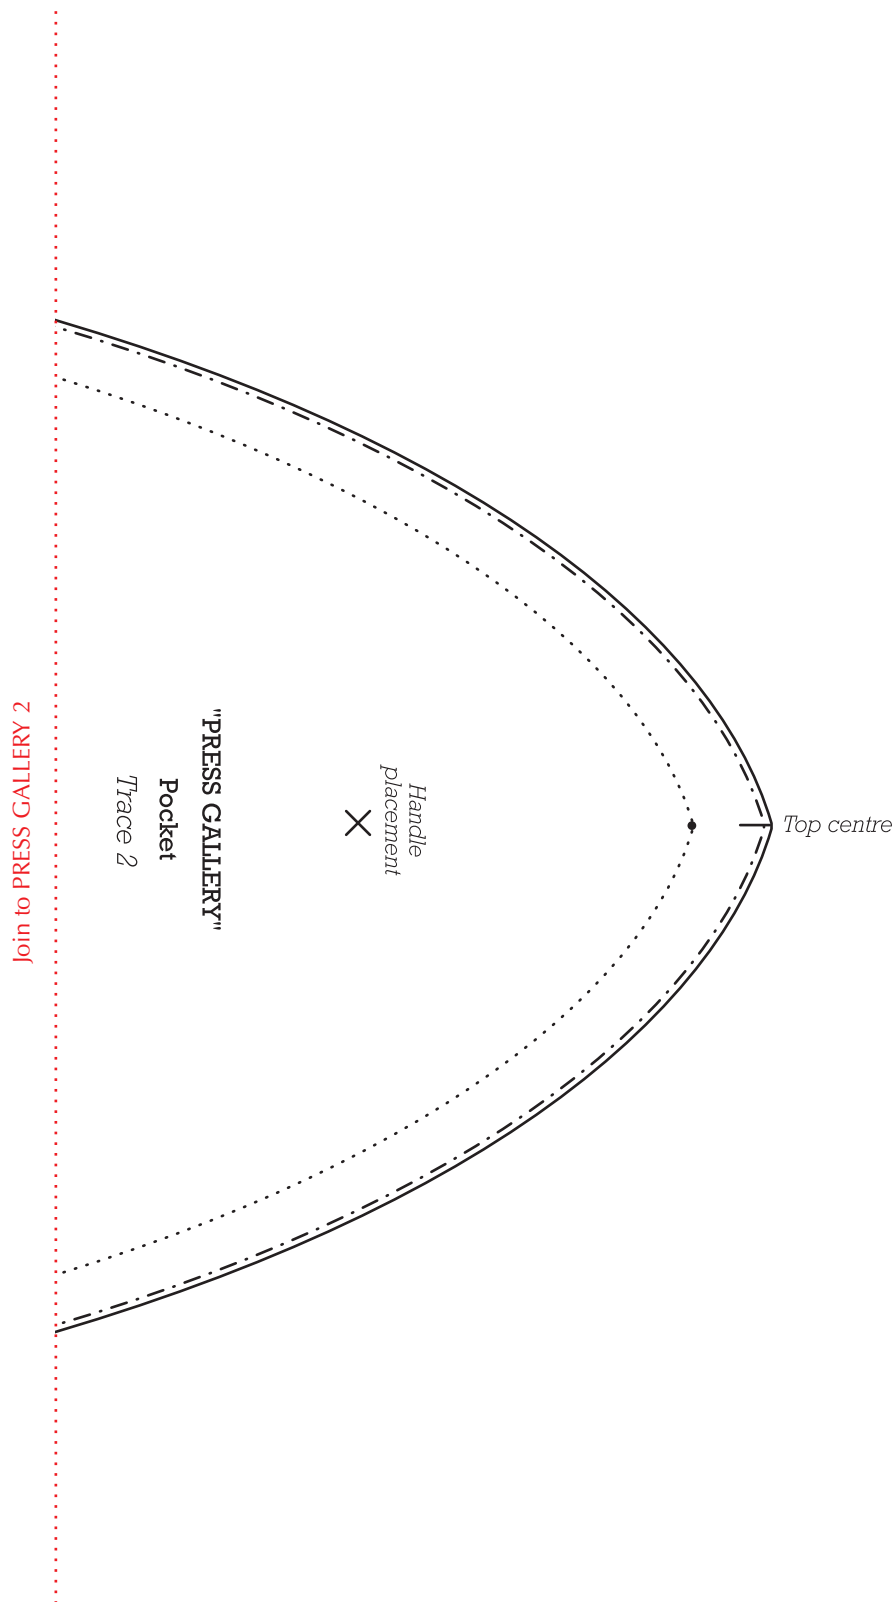 Join to PRESS GALLERY 2
"PRESS GALLERY"
Pocket
Trace 2
Handle
placement
Top centre